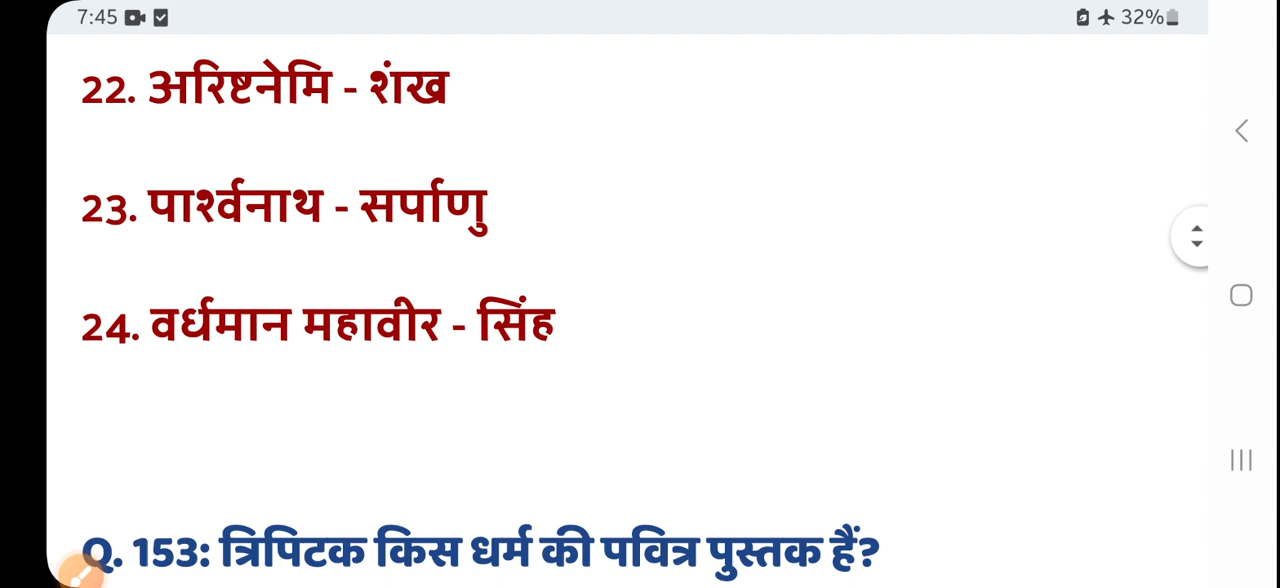 7:45 32%
22. अरिष्टनेमि - शंख
23. पार्श्वनाथ - सर्पाणु
24. वर्धमान महावीर - सिंह
Q. 153: त्रिपिटक किस धर्म की पवित्र पुस्तक हैं?